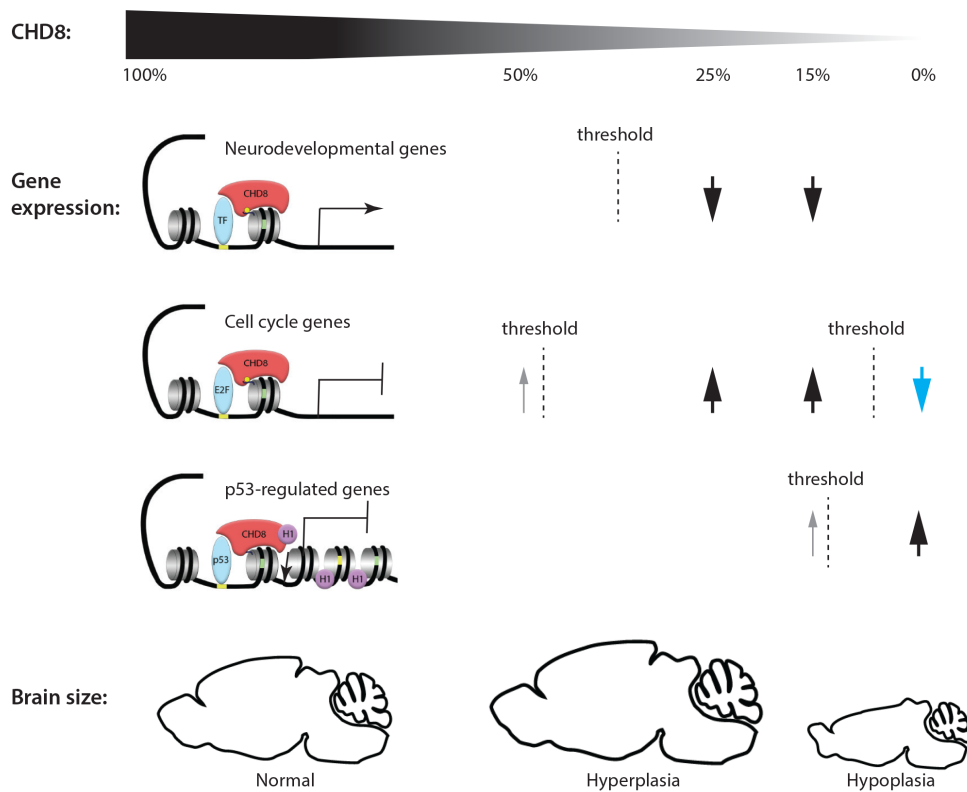 CHD8:
100%
50%
25%
15%
0%
Gene
expression:
Neurodevelopmental genes
threshold
CHD8
TF
Cell cycle genes
threshold
threshold
CHD8
E2F
p53-regulated genes
threshold
CHD8
H1
p53
H1
H1
Brain size:
Normal
Hyperplasia
Hypoplasia